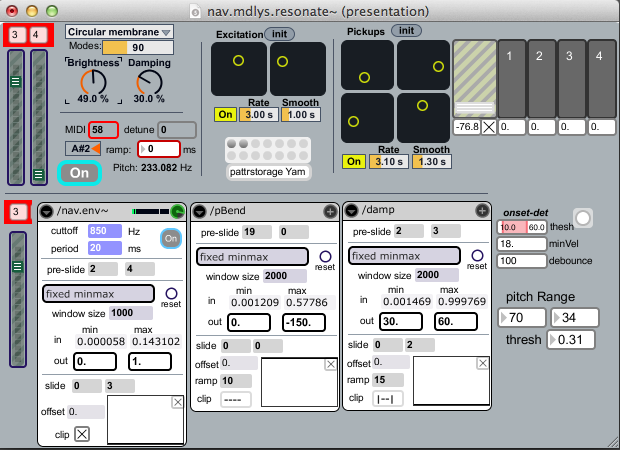 nav.mdlys.resonate~ (presentation)
3 4
Circular membrane
Modes: 90
Brightness Damping
49.0 % 30.0 %
MIDI 58 detune 0
A#2 ramp: 0 ms
On Pitch: 233.082 Hz
Excitation init
Rate Smooth
On 3.00 s 1.00 s
pattrstorage Yam
Pickups init
Rate Smooth
On 3.10 s 1.30 s
1 2 3 4
-76.8 0. 0. 0. 0.
3
/nav.env~
cuttoff 850 Hz
period 20 ms
On
pre-slide 2 4
fixed minmax
reset
window size 1000
min max
in 0.000058 0.143102
out 0. 1.
slide 0 3
offset 0.
clip
/pBend
pre-slide 19 0
fixed minmax
reset
window size 2000
min max
in 0.001209 0.57786
out 0. -150.
slide 0 0
offset 0.
ramp 10
clip ----
/damp
pre-slide 2 3
fixed minmax
reset
window size 2000
min max
in 0.001469 0.999769
out 30. 60.
slide 0 2
offset 0.
ramp 15
clip |--|
onset-det
10.0 60.0 thesh
18. minVel
100 debounce
pitch Range
70 34
thresh 0.31